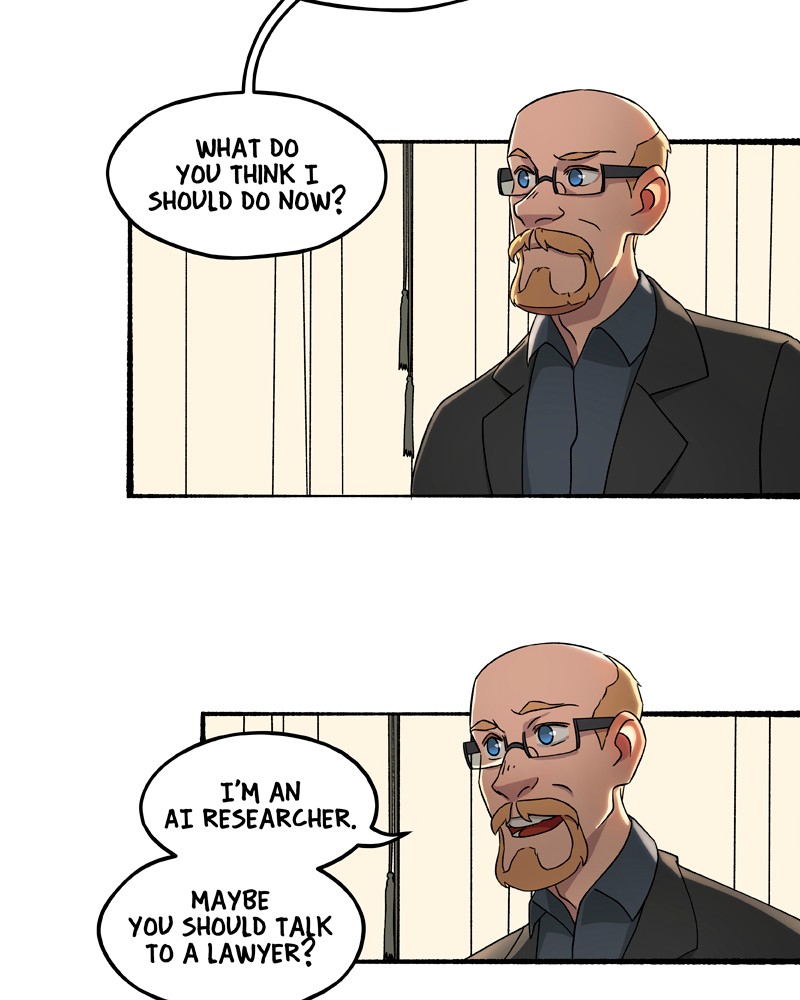 WHAT DO
YOU THINK I
SHOULD DO NOW?
I'M AN
AI RESEARCHER.
MAYBE
YOU SHOULD TALK
TO A LAWYER?